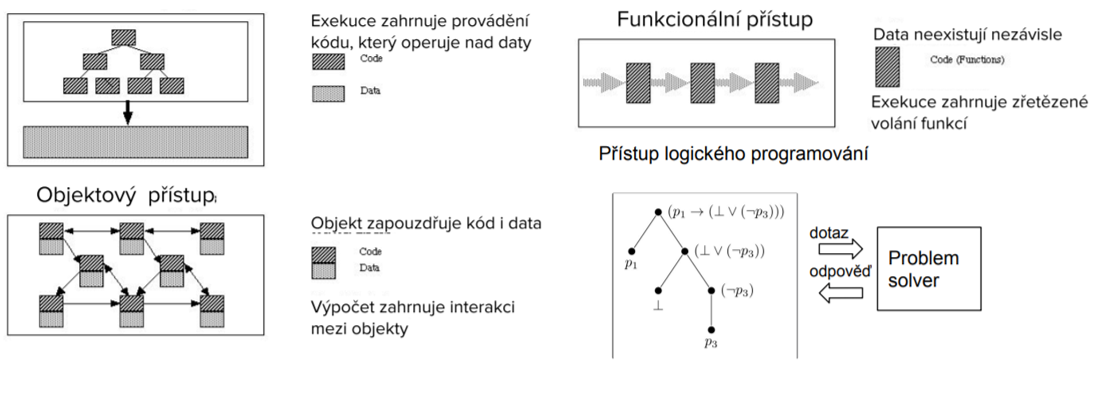 Exekuce zahrnuje provádění
kódu, který operuje nad daty
Code
Data
Objektový přístup
Objekt zapouzdřuje kód i data
Code
Data
Výpočet zahrnuje interakci
mezi objekty
Funkcionální přístup
Data neexistují nezávisle
Code (Functions)
Exekuce zahrnuje zřetězené
volání funkcí
Přístup logického programování
(p₁ → (⊥ ∨ (¬p₃)))
p₁
(⊥ ∨ (¬p₃))
⊥
(¬p₃)
p₃
dotaz
odpověď
Problem
solver